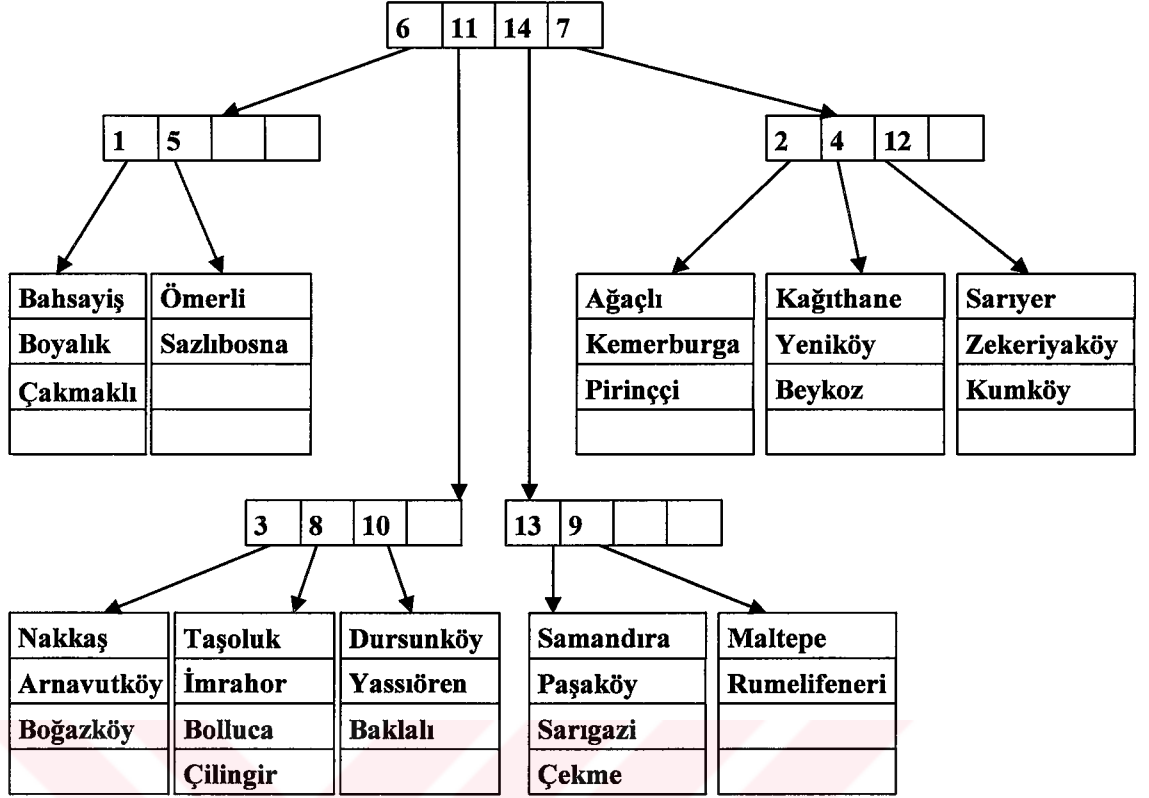 6 11 14 7
1 5
2 4 12
Bahsayiş
Boyalık
Çakmaklı
Ömerli
Sazlıbosna
Ağaçlı
Kemerburga
Pirinççi
Kağıthane
Yeniköy
Beykoz
Sarıyer
Zekeriyaköy
Kumköy
3 8 10
13 9
Nakkaş
Arnavutköy
Boğazköy
Taşoluk
İmrahor
Bolluca
Çilingir
Dursunköy
Yassıören
Baklalı
Samandıra
Paşaköy
Sarıgazi
Çekme
Maltepe
Rumelifeneri